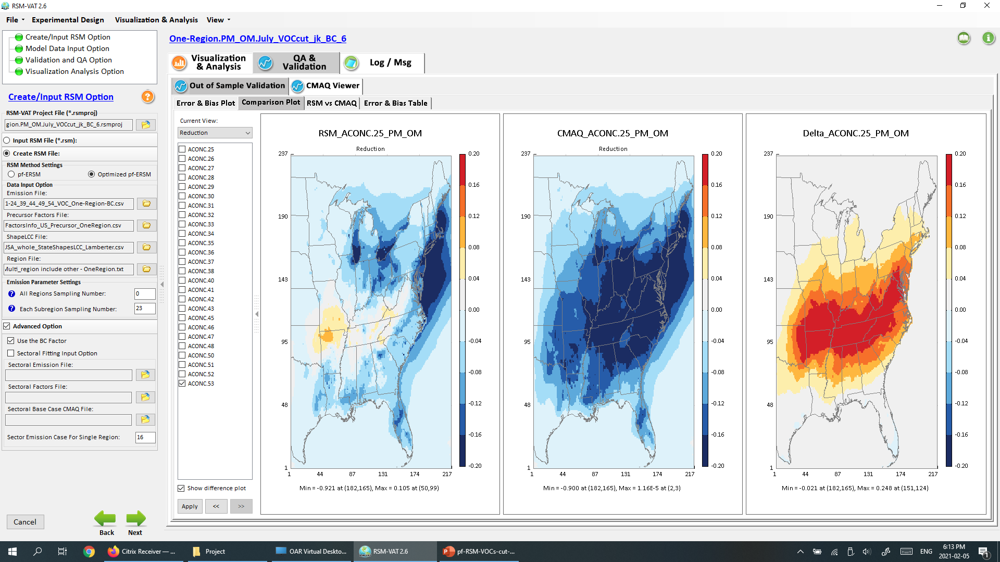 RSM-VAT 2.6
File Experimental Design Visualization & Analysis View
Create/Input RSM Option
Model Data Input Option
Validation and QA Option
Visualization Analysis Option
Create/Input RSM Option
?
RSM-VAT Project File (*.rsmproj)
gion.PM_OM.July_VOCcut_jk_BC_6.rsmproj
Input RSM File (*.rsm):
Create RSM File:
RSM Method Settings
pf-ERSM Optimized pf-ERSM
Data Input Option
Emission File:
1-24_39_44_49_54_VOC_One-Region-BC.csv
Precursor Factors File:
FactorsInfo_US_Precursor_OneRegion.csv
ShapeLCC File:
JSA_whole_StateShapesLCC_Lamberter.csv
Region File:
Multi_region include other - OneRegion.txt
Emission Parameter Settings
? All Regions Sampling Number: 0
? Each Subregion Sampling Number: 23
Advanced Option
Use the BC Factor
Sectoral Fitting Input Option
Sectoral Emission File:
Sectoral Factors File:
Sectoral Base Case CMAQ File:
Sector Emission Case For Single Region: 16
Cancel
Back Next
One-Region.PM_OM.July_VOCcut_jk_BC_6
i
Visualization
& Analysis
QA &
Validation
Log / Msg
Out of Sample Validation CMAQ Viewer
Error & Bias Plot Comparison Plot RSM vs CMAQ Error & Bias Table
Current View:
Reduction
ACONC.25
ACONC.26
ACONC.27
ACONC.28
ACONC.29
ACONC.30
ACONC.31
ACONC.32
ACONC.33
ACONC.34
ACONC.35
ACONC.36
ACONC.37
ACONC.38
ACONC.40
ACONC.41
ACONC.42
ACONC.43
ACONC.45
ACONC.46
ACONC.47
ACONC.48
ACONC.50
ACONC.51
ACONC.52
ACONC.53
Show difference plot
Apply << >>
RSM_ACONC.25_PM_OM
Reduction
237
190
143
95
48
1
1 44 87 131 174 217
0.20
0.16
0.12
0.08
0.04
0.00
-0.04
-0.08
-0.12
-0.16
-0.20
Min = -0.921 at (182,165), Max = 0.105 at (50,99)
CMAQ_ACONC.25_PM_OM
Reduction
237
190
143
95
48
1
1 44 87 131 174 217
0.20
0.16
0.12
0.08
0.04
0.00
-0.04
-0.08
-0.12
-0.16
-0.20
Min = -0.900 at (182,165), Max = 1.16E-5 at (2,3)
Delta_ACONC.25_PM_OM
237
190
143
95
48
1
1 44 87 131 174 217
0.20
0.16
0.12
0.08
0.04
0.00
-0.04
-0.08
-0.12
-0.16
-0.20
Min = -0.021 at (182,165), Max = 0.248 at (151,124)
Citrix Receiver — ...
Project
OAR Virtual Deskto...
RSM-VAT 2.6
pf-RSM-VOCs-cut-...
ENG
6:13 PM
2021-02-05
1